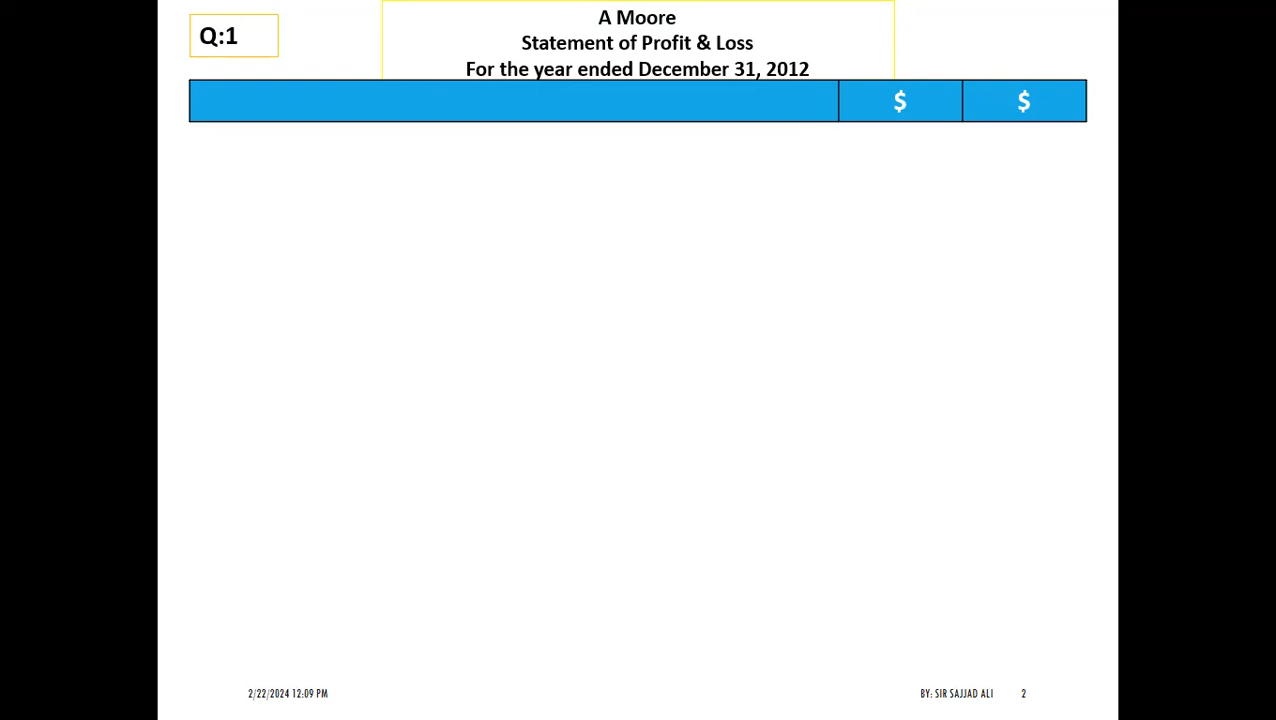 Q:1
A Moore
Statement of Profit & Loss
For the year ended December 31, 2012
$ $
2/22/2024 12:09 PM
BY: SIR SAJJAD ALI 2